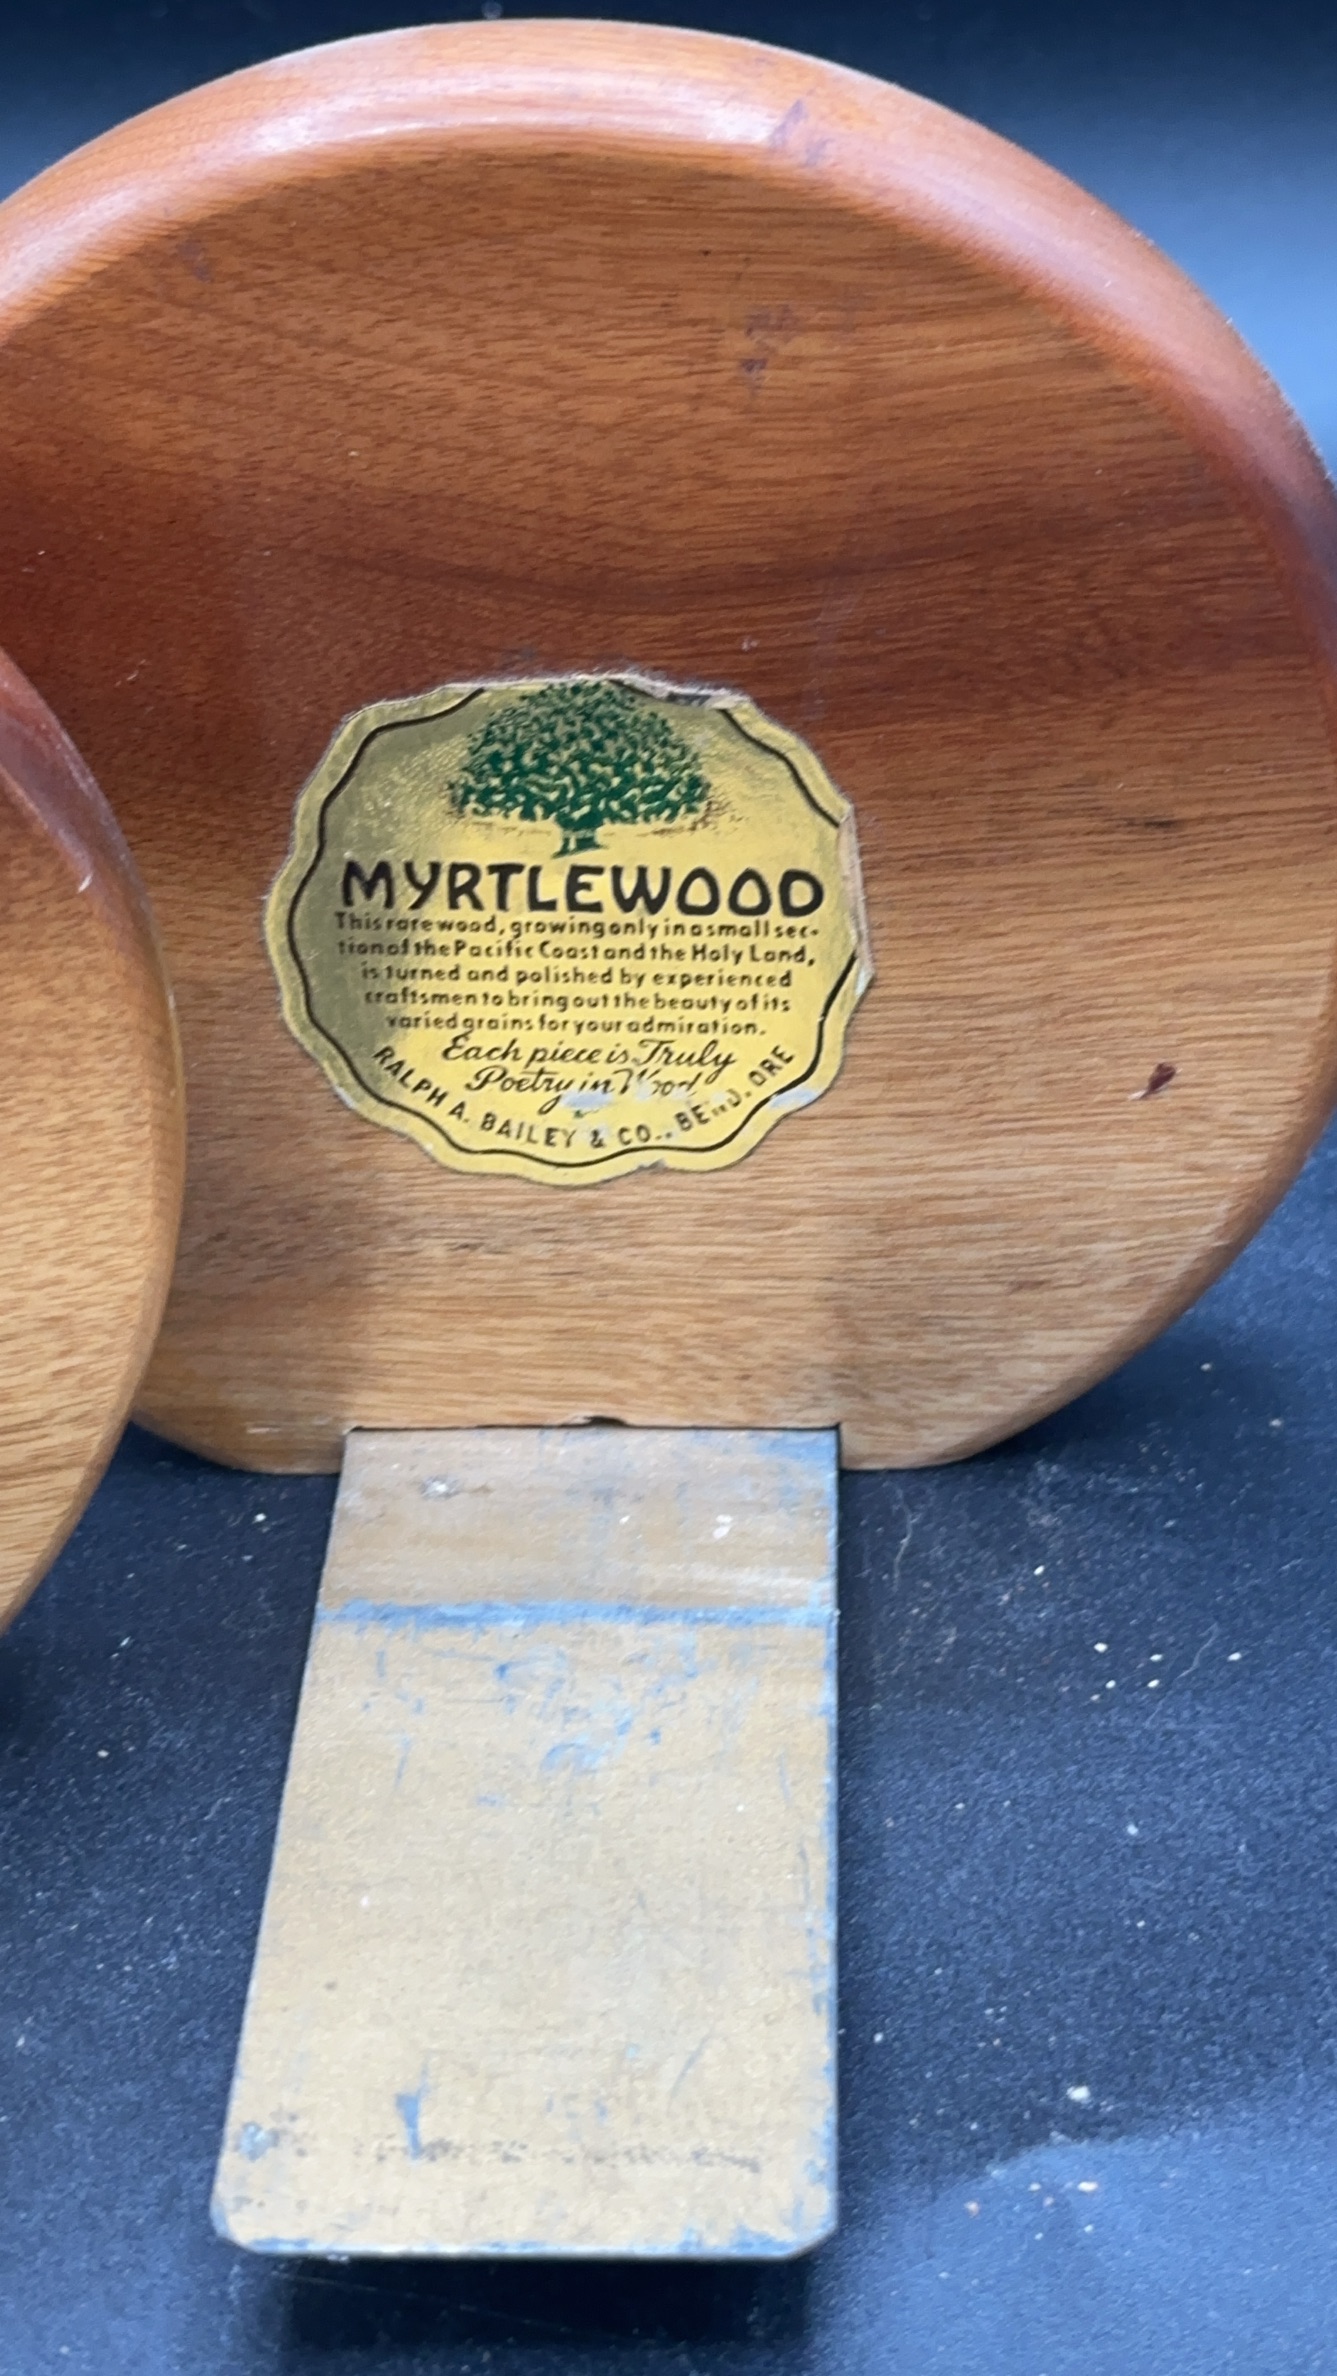 MYRTLEWOOD
This rare wood, growing only in a small sec-
tion of the Pacific Coast and the Holy Land,
is turned and polished by experienced
craftsmen to bring out the beauty of its
varied grains for your admiration.
Each piece is Truly
Poetry in Wood
RALPH A. BAILEY & CO., BEND, ORE